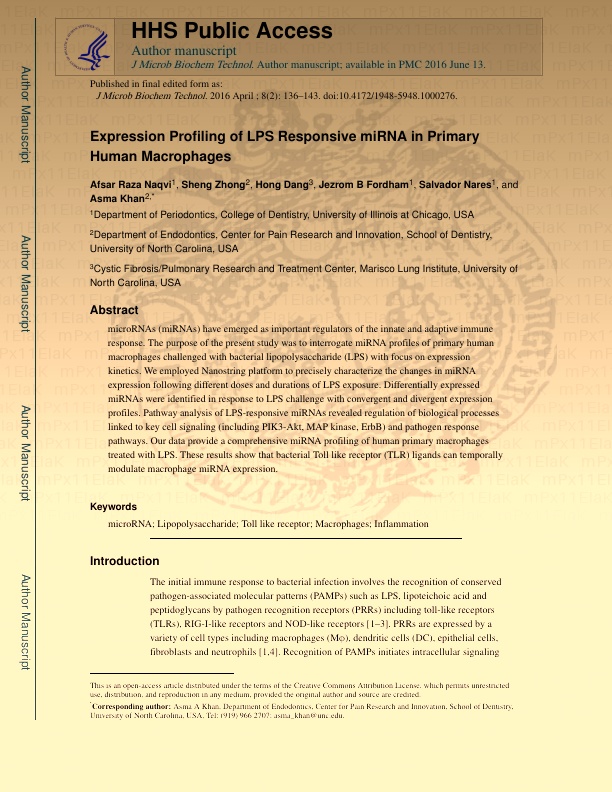 HHS Public Access
Author manuscript
J Microb Biochem Technol. Author manuscript; available in PMC 2016 June 13.
Published in final edited form as:
J Microb Biochem Technol. 2016 April ; 8(2): 136–143. doi:10.4172/1948-5948.1000276.
Expression Profiling of LPS Responsive miRNA in Primary
Human Macrophages
Afsar Raza Naqvi1, Sheng Zhong2, Hong Dang3, Jezrom B Fordham1, Salvador Nares1, and
Asma Khan2,*
1Department of Periodontics, College of Dentistry, University of Illinois at Chicago, USA
2Department of Endodontics, Center for Pain Research and Innovation, School of Dentistry,
University of North Carolina, USA
3Cystic Fibrosis/Pulmonary Research and Treatment Center, Marisco Lung Institute, University of
North Carolina, USA
Abstract
microRNAs (miRNAs) have emerged as important regulators of the innate and adaptive immune
response. The purpose of the present study was to interrogate miRNA profiles of primary human
macrophages challenged with bacterial lipopolysaccharide (LPS) with focus on expression
kinetics. We employed Nanostring platform to precisely characterize the changes in miRNA
expression following different doses and durations of LPS exposure. Differentially expressed
miRNAs were identified in response to LPS challenge with convergent and divergent expression
profiles. Pathway analysis of LPS-responsive miRNAs revealed regulation of biological processes
linked to key cell signaling (including PIK3-Akt, MAP kinase, ErbB) and pathogen response
pathways. Our data provide a comprehensive miRNA profiling of human primary macrophages
treated with LPS. These results show that bacterial Toll like receptor (TLR) ligands can temporally
modulate macrophage miRNA expression.
Keywords
microRNA; Lipopolysaccharide; Toll like receptor; Macrophages; Inflammation
Introduction
The initial immune response to bacterial infection involves the recognition of conserved
pathogen-associated molecular patterns (PAMPs) such as LPS, lipoteichoic acid and
peptidoglycans by pathogen recognition receptors (PRRs) including toll-like receptors
(TLRs), RIG-I-like receptors and NOD-like receptors [1–3]. PRRs are expressed by a
variety of cell types including macrophages (Mφ), dendritic cells (DC), epithelial cells,
fibroblasts and neutrophils [1,4]. Recognition of PAMPs initiates intracellular signaling
This is an open-access article distributed under the terms of the Creative Commons Attribution License, which permits unrestricted
use, distribution, and reproduction in any medium, provided the original author and source are credited.
*Corresponding author: Asma A Khan, Department of Endodontics, Center for Pain Research and Innovation, School of Dentistry,
University of North Carolina, USA, Tel: (919) 966 2707; asma_khan@unc.edu.
Author Manuscript
Author Manuscript
Author Manuscript
Author Manuscript